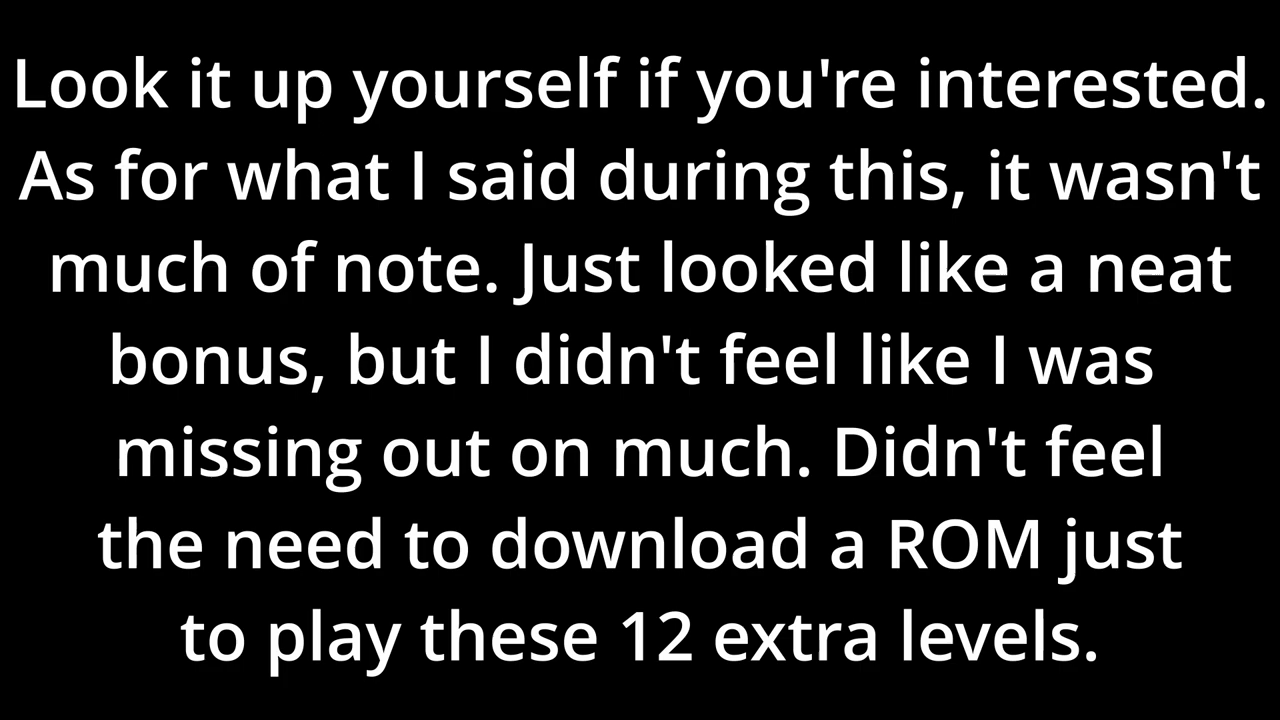 Look it up yourself if you're interested.
As for what I said during this, it wasn't
much of note. Just looked like a neat
bonus, but I didn't feel like I was
missing out on much. Didn't feel
the need to download a ROM just
to play these 12 extra levels.